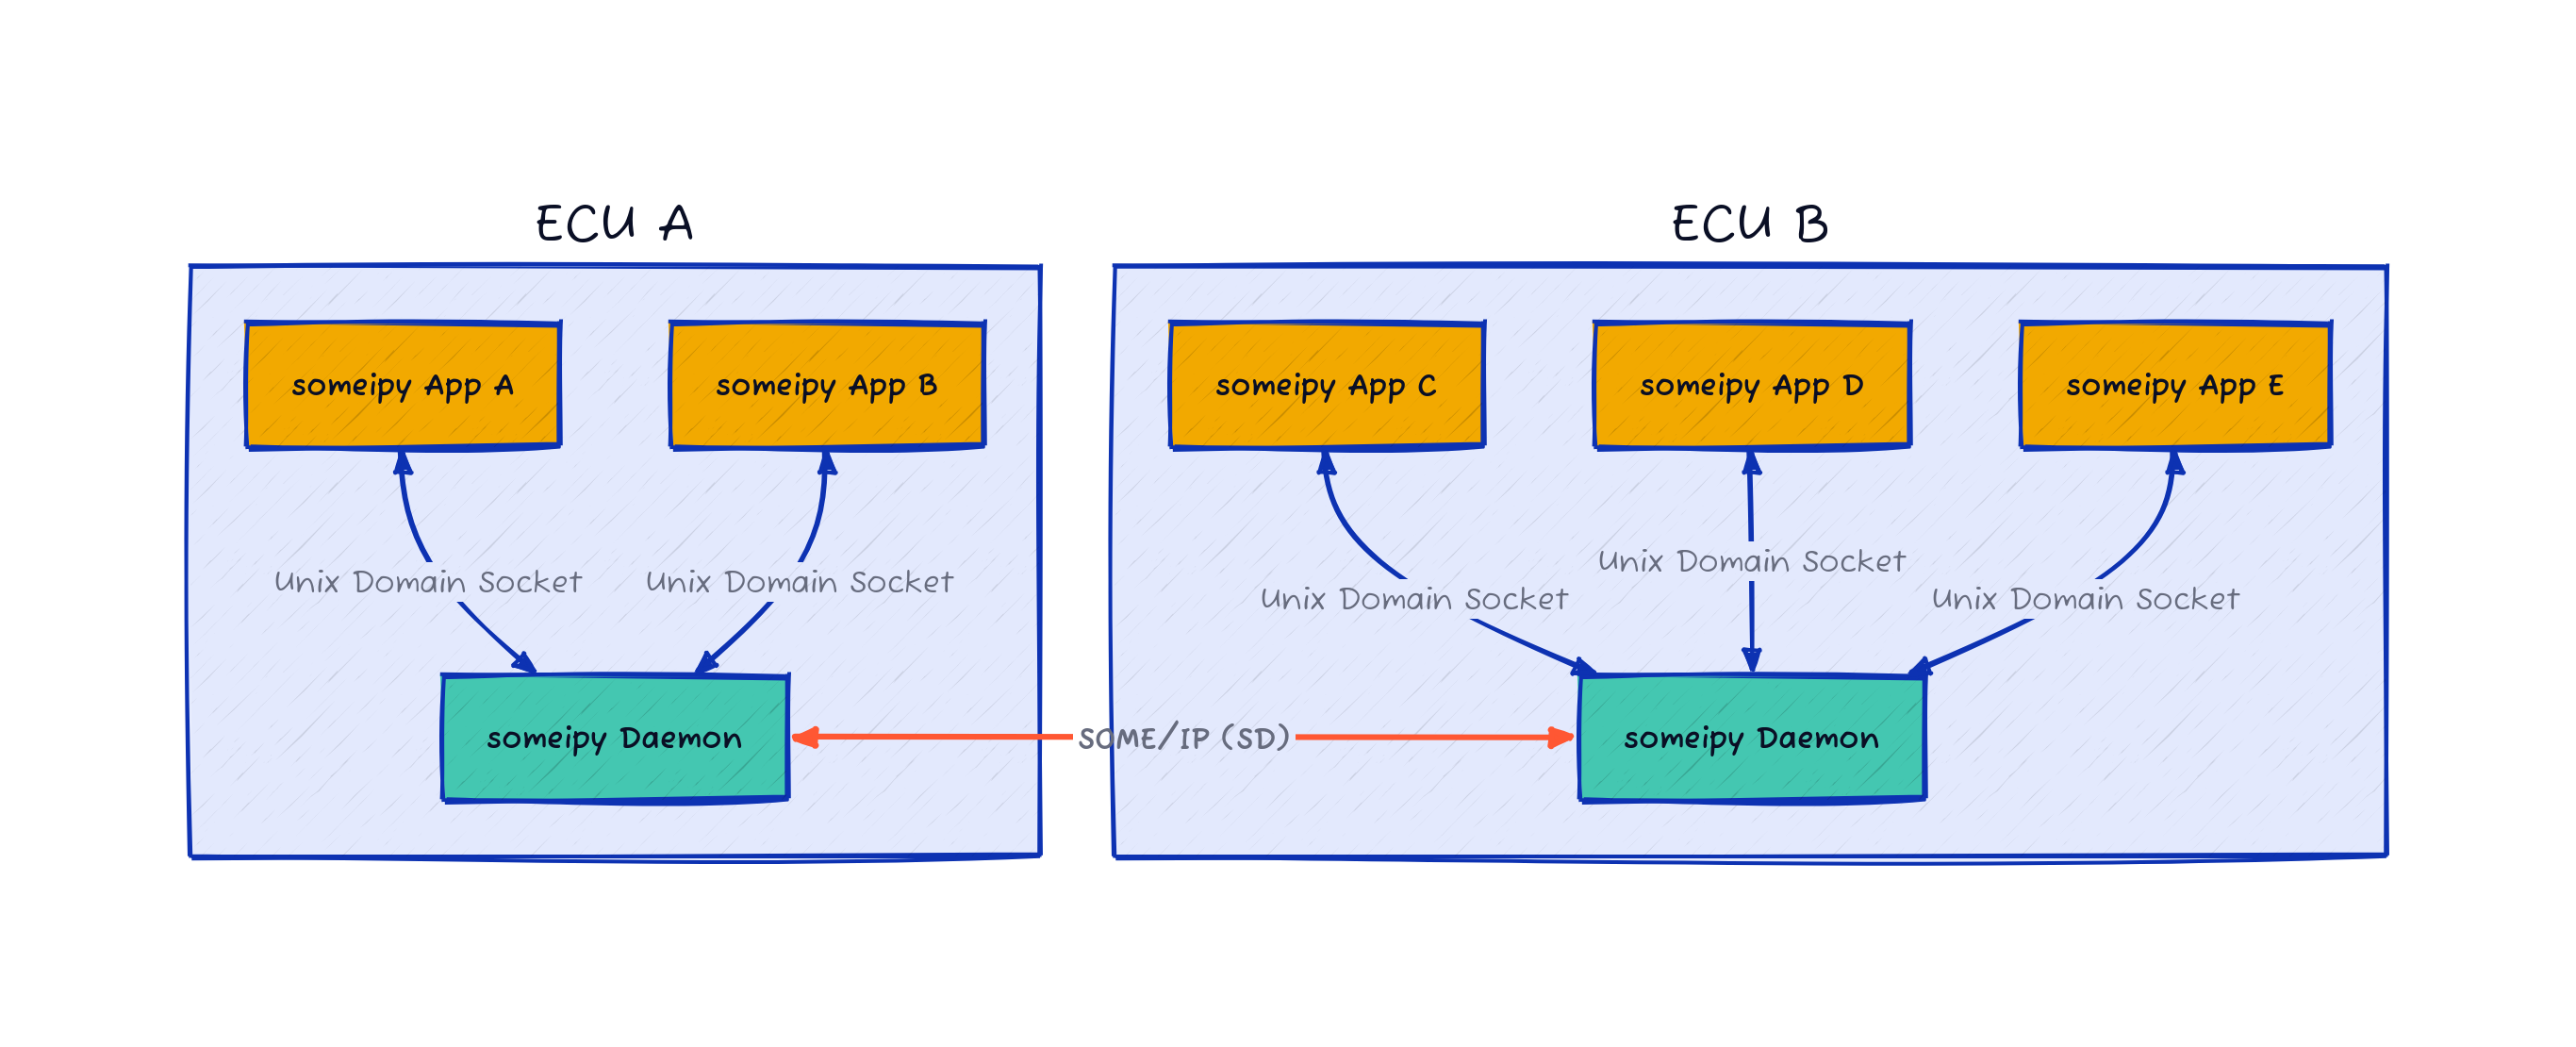 ECU A
ECU B
someipy App A
someipy App B
someipy App C
someipy App D
someipy App E
Unix Domain Socket
Unix Domain Socket
Unix Domain Socket
Unix Domain Socket
Unix Domain Socket
someipy Daemon
SOME/IP (SD)
someipy Daemon